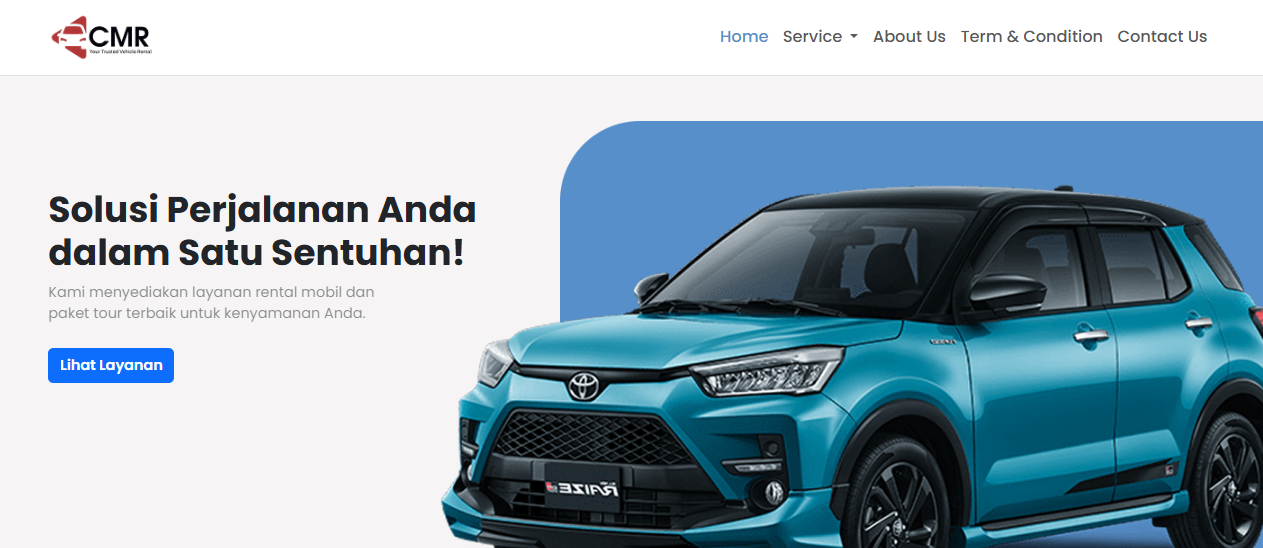 CMR
Your Trusted Vehicle Rental
Home Service About Us Term & Condition Contact Us
Solusi Perjalanan Anda
dalam Satu Sentuhan!
Kami menyediakan layanan rental mobil dan
paket tour terbaik untuk kenyamanan Anda.
Lihat Layanan
RAIZE